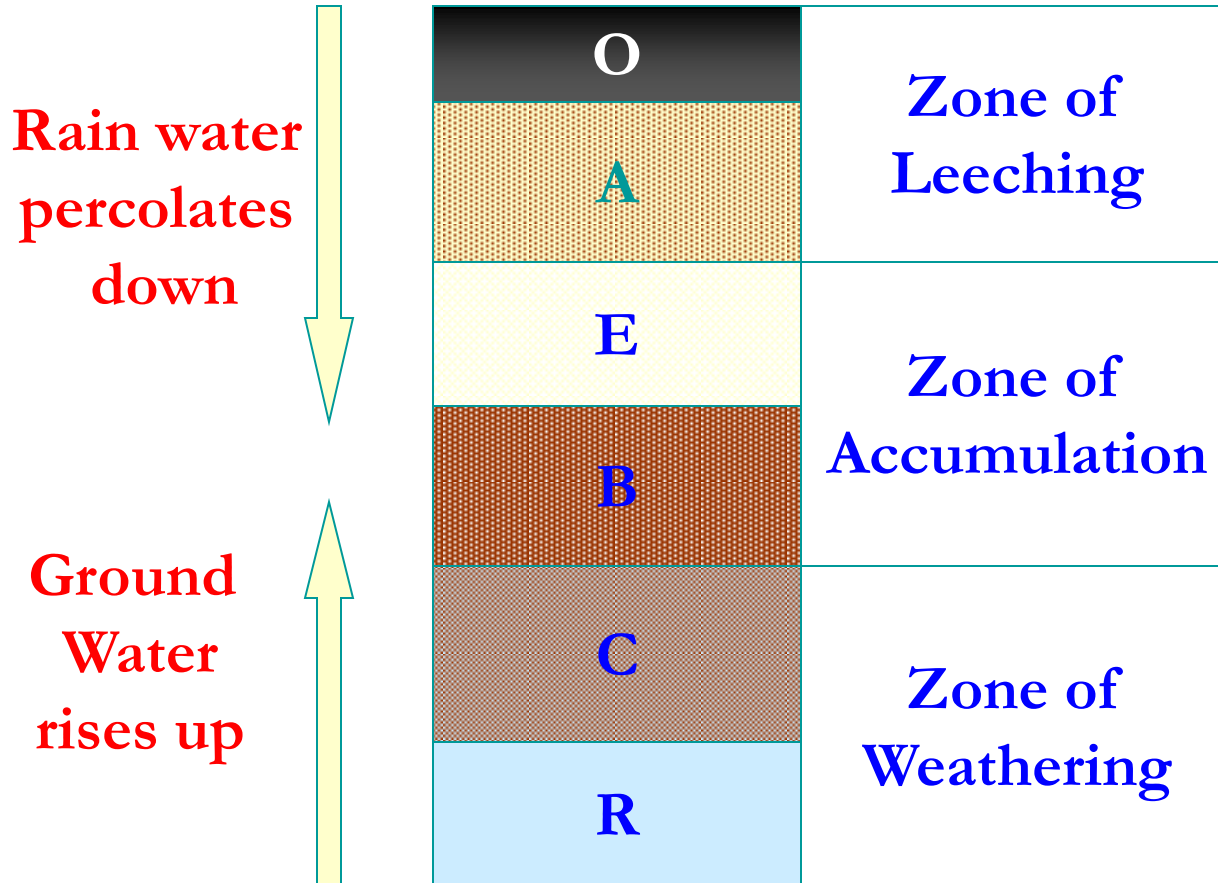 Rain water
percolates
down
Ground
Water
rises up
O
A
E
B
C
R
Zone of
Leeching
Zone of
Accumulation
Zone of
Weathering